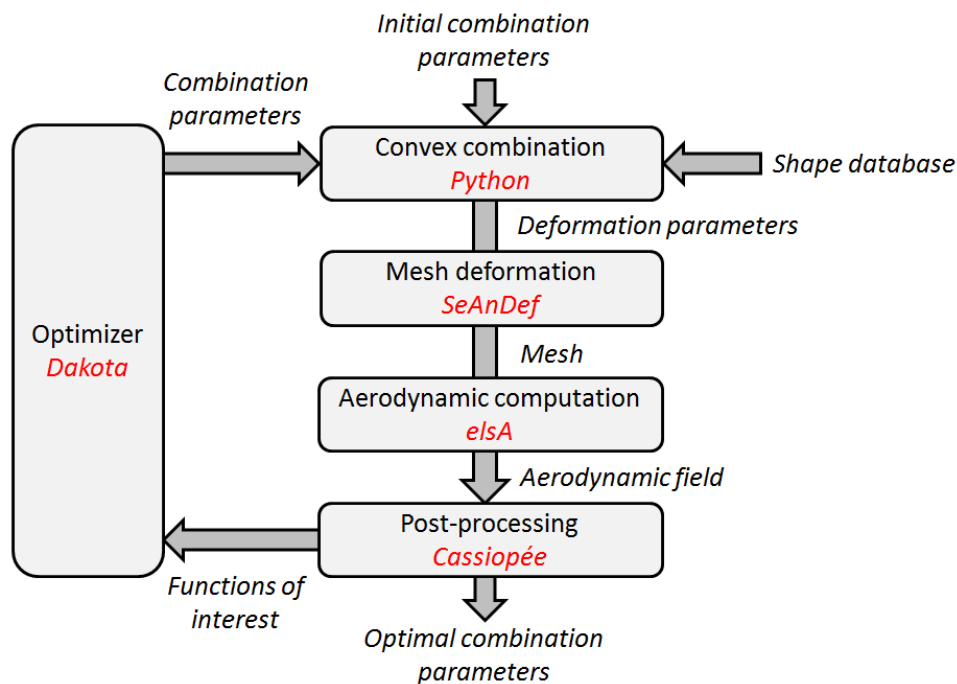 Initial combination
parameters
Combination
parameters
Convex combination
Python
Shape database
Deformation parameters
Mesh deformation
SeAnDef
Optimizer
Dakota
Mesh
Aerodynamic computation
elsA
Aerodynamic field
Post-processing
Cassiopée
Functions of
interest
Optimal combination
parameters